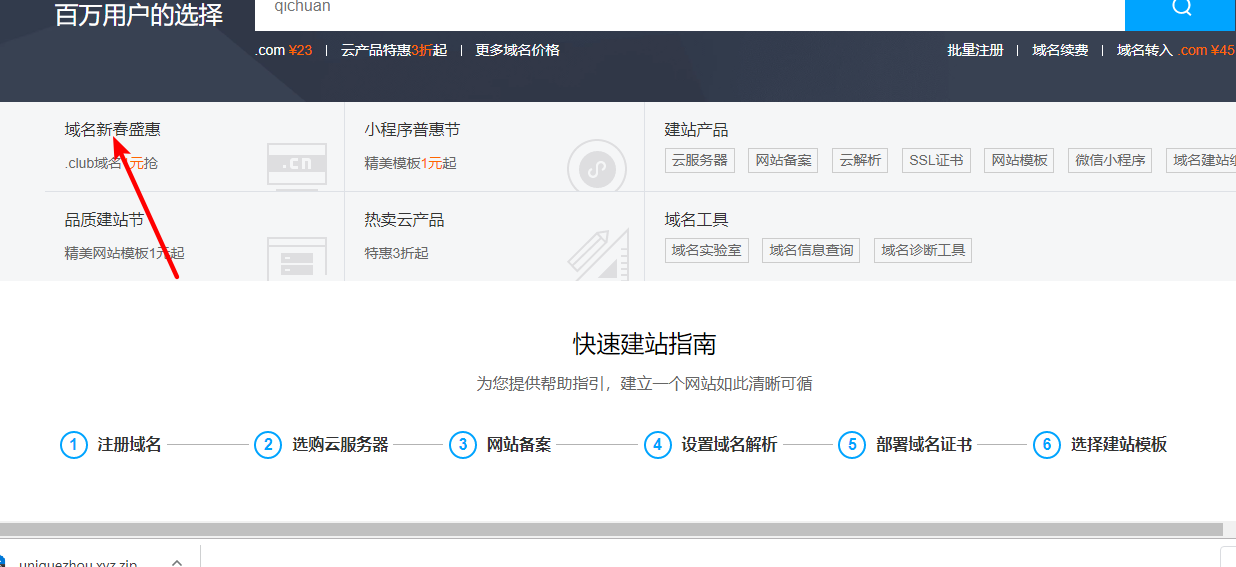 百万用户的选择
qichuan
.com ¥23 | 云产品特惠3折起 | 更多域名价格
批量注册 | 域名续费 | 域名转入 .com ¥45
域名新春盛惠
.club域名 元抢
.cn
小程序普惠节
精美模板1元起
建站产品
云服务器 网站备案 云解析 SSL证书 网站模板 微信小程序 域名建站
品质建站节
精美网站模板1元起
热卖云产品
特惠3折起
域名工具
域名实验室 域名信息查询 域名诊断工具
快速建站指南
为您提供帮助指引，建立一个网站如此清晰可循
1 注册域名 2 选购云服务器 3 网站备案 4 设置域名解析 5 部署域名证书 6 选择建站模板
uniquezhou.xyz.zip